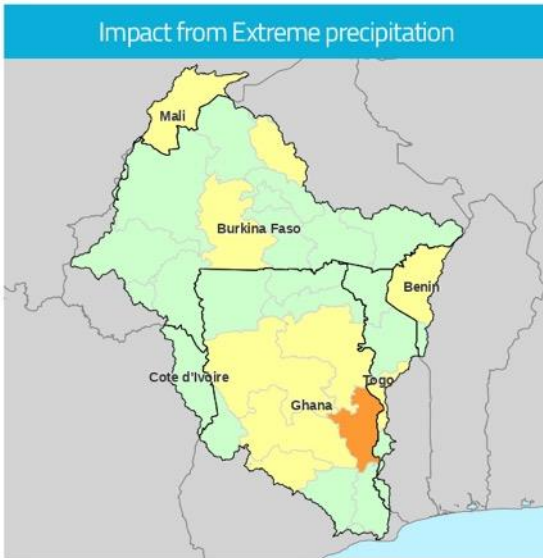 Impact from Extreme precipitation
Mali
Burkina Faso
Benin
Cote d'Ivoire
Togo
Ghana